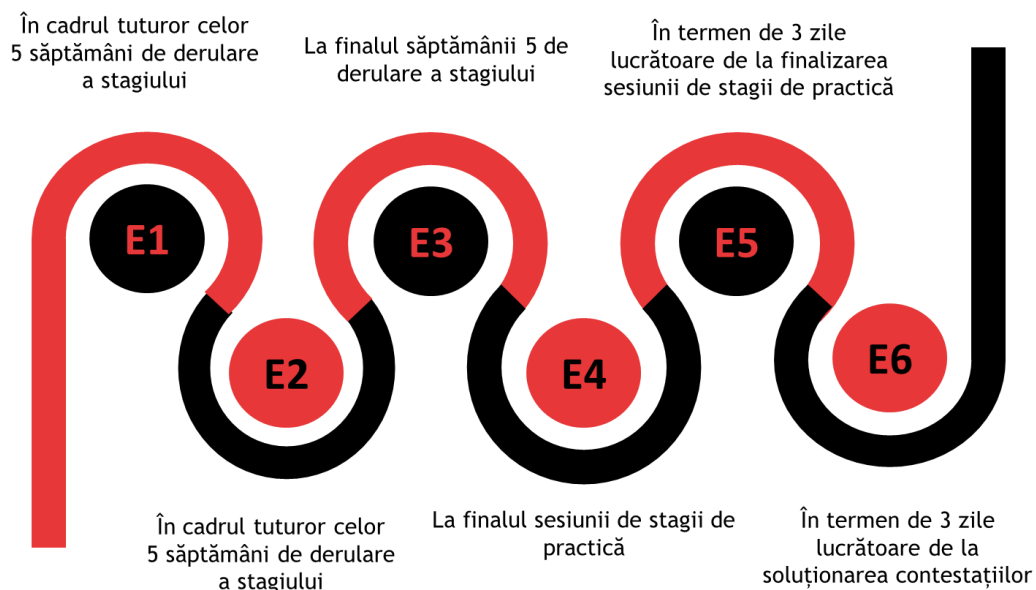 În cadrul tuturor celor
5 săptămâni de derulare
a stagiului
La finalul săptămânii 5 de
derulare a stagiului
În termen de 3 zile
lucrătoare de la finalizarea
sesiunii de stagii de practică
E1
E3
E5
E2
E4
E6
În cadrul tuturor celor
5 săptămâni de derulare
a stagiului
La finalul sesiunii de stagii de
practică
În termen de 3 zile
lucrătoare de la
soluționarea contestațiilor